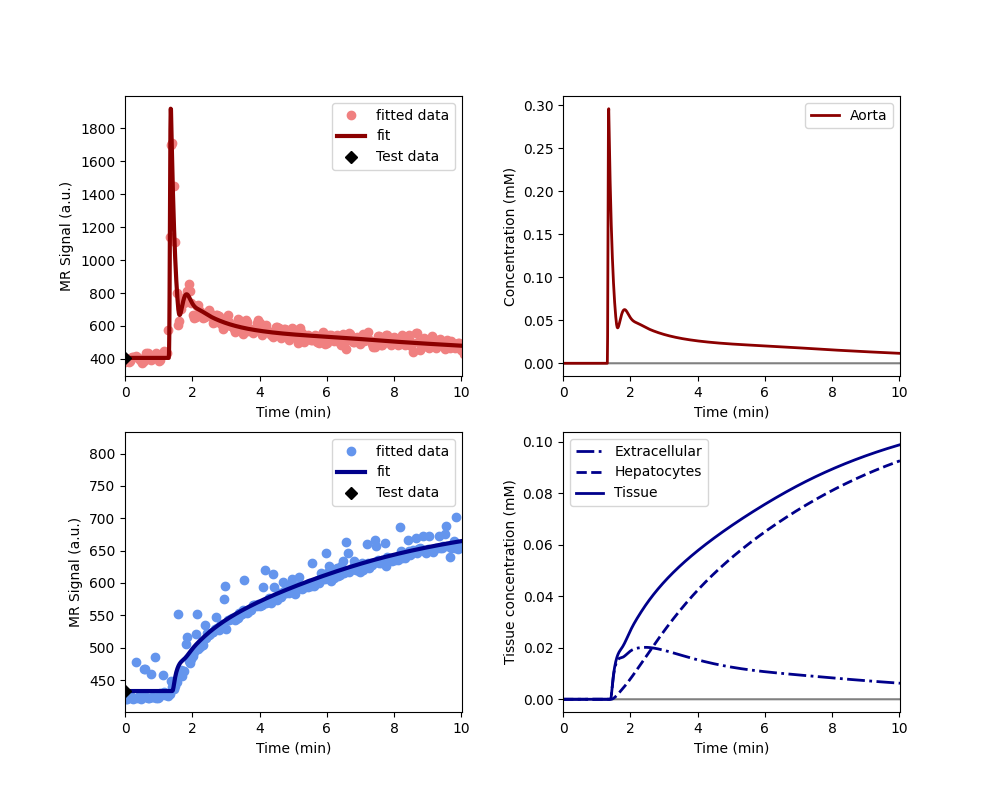 MR Signal (a.u.)
1800
1600
1400
1200
1000
800
600
400
0 2 4 6 8 10
Time (min)
fitted data
fit
Test data
Concentration (mM)
0.30
0.25
0.20
0.15
0.10
0.05
0.00
0 2 4 6 8 10
Time (min)
Aorta
MR Signal (a.u.)
800
750
700
650
600
550
500
450
0 2 4 6 8 10
Time (min)
fitted data
fit
Test data
Tissue concentration (mM)
0.10
0.08
0.06
0.04
0.02
0.00
0 2 4 6 8 10
Time (min)
Extracellular
Hepatocytes
Tissue